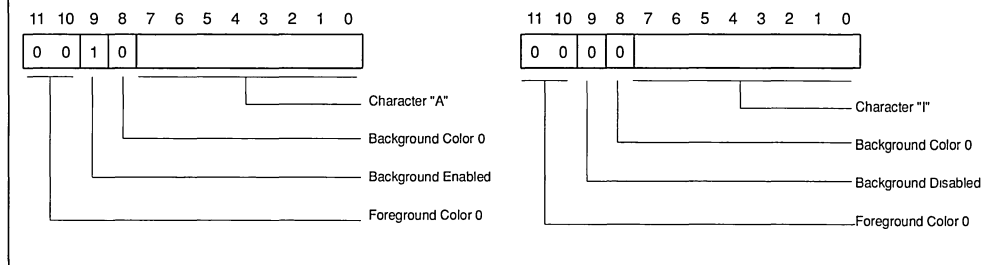 11 10 9 8 7 6 5 4 3 2 1 0
0 0 1 0
Character "A"
Background Color 0
Background Enabled
Foreground Color 0
11 10 9 8 7 6 5 4 3 2 1 0
0 0 0 0
Character "I"
Background Color 0
Background Disabled
Foreground Color 0